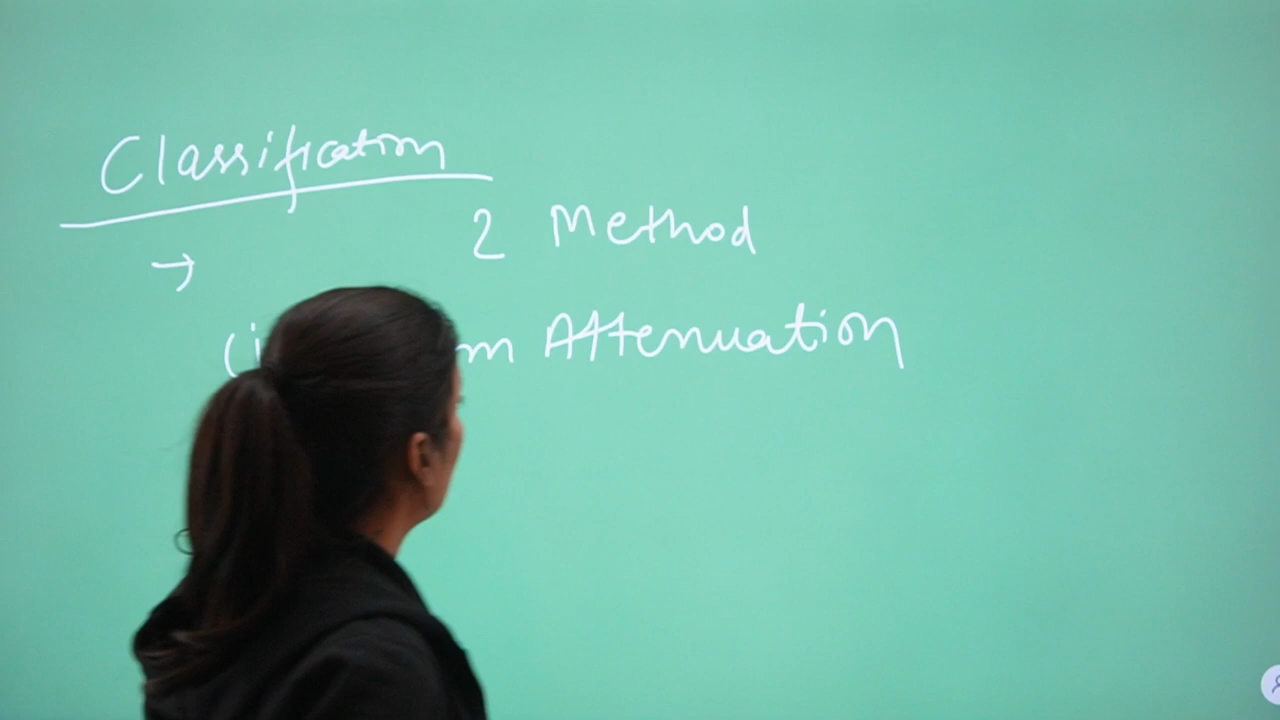 Classification
→ 2 Method
Attenuation